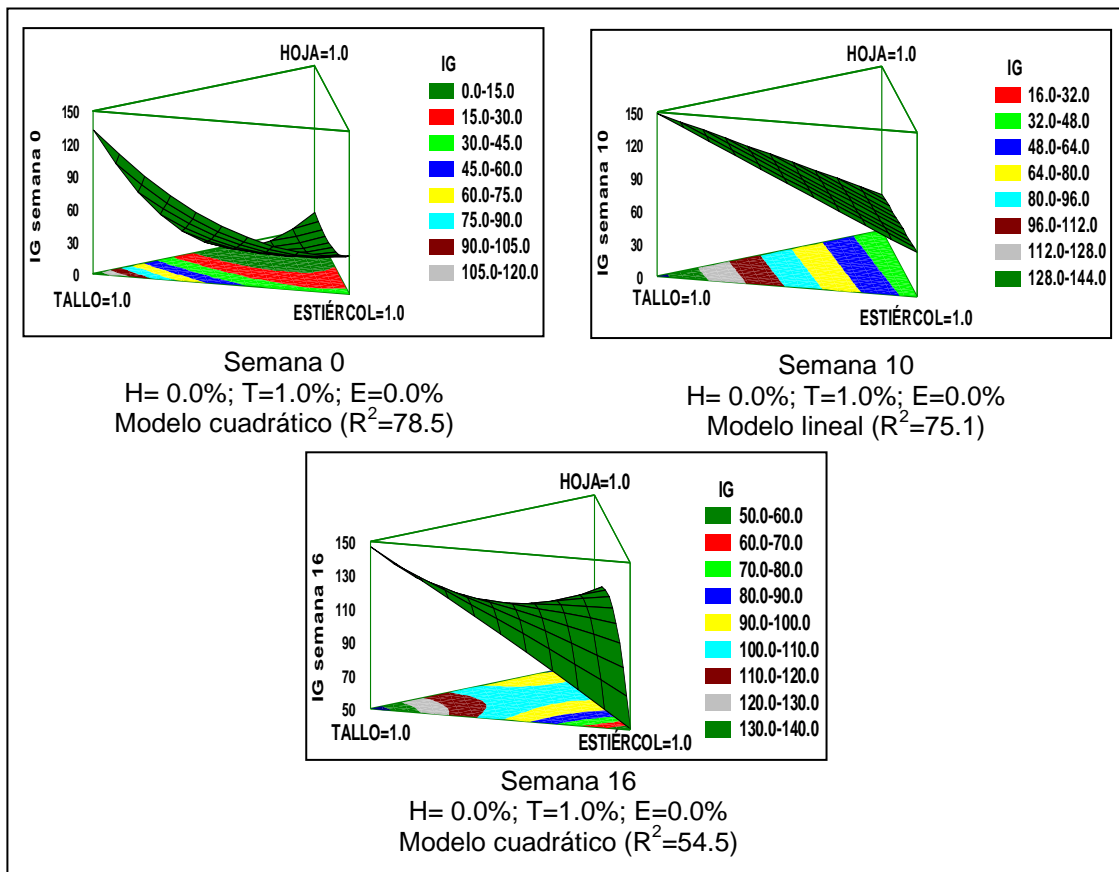 HOJA=1.0
IG
0.0-15.0
15.0-30.0
30.0-45.0
45.0-60.0
60.0-75.0
75.0-90.0
90.0-105.0
105.0-120.0
IG semana 0
150
120
90
60
30
0
TALLO=1.0
ESTIÉRCOL=1.0
Semana 0
H= 0.0%; T=1.0%; E=0.0%
Modelo cuadrático (R²=78.5)
HOJA=1.0
IG
16.0-32.0
32.0-48.0
48.0-64.0
64.0-80.0
80.0-96.0
96.0-112.0
112.0-128.0
128.0-144.0
IG semana 10
150
120
90
60
30
0
TALLO=1.0
ESTIÉRCOL=1.0
Semana 10
H= 0.0%; T=1.0%; E=0.0%
Modelo lineal (R²=75.1)
HOJA=1.0
IG
50.0-60.0
60.0-70.0
70.0-80.0
80.0-90.0
90.0-100.0
100.0-110.0
110.0-120.0
120.0-130.0
130.0-140.0
IG semana 16
150
130
110
90
70
50
TALLO=1.0
ESTIÉRCOL=1.0
Semana 16
H= 0.0%; T=1.0%; E=0.0%
Modelo cuadrático (R²=54.5)